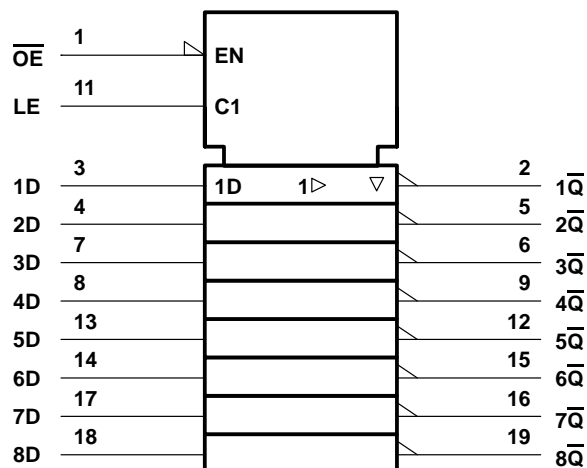 1
O̅E̅ EN
11
LE C1
3 2
1D 1D 1▷ ▽ 1Q̅
4 5
2D 2Q̅
7 6
3D 3Q̅
8 9
4D 4Q̅
13 12
5D 5Q̅
14 15
6D 6Q̅
17 16
7D 7Q̅
18 19
8D 8Q̅